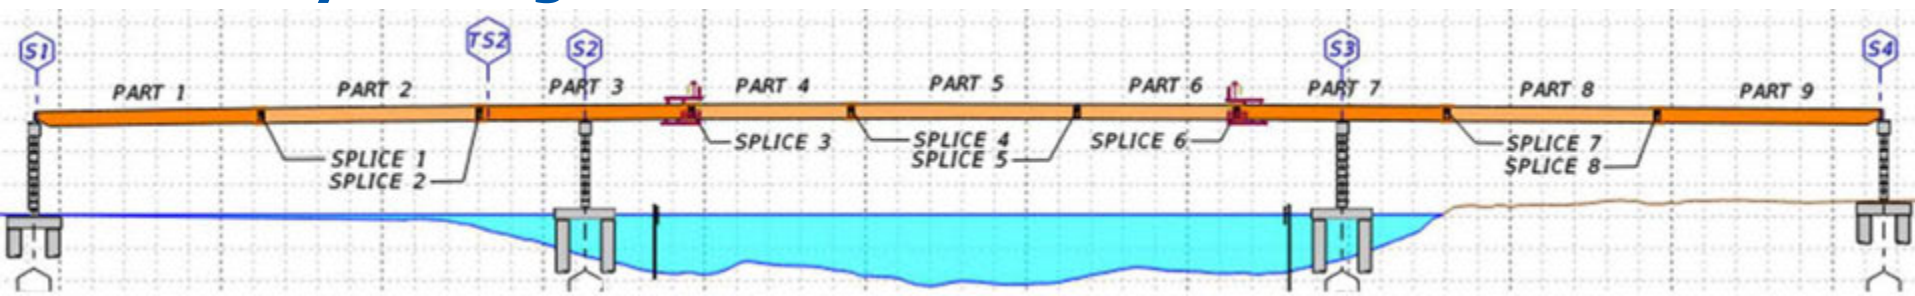 S1
TS2
S2
S3
S4
PART 1
PART 2
PART 3
PART 4
PART 5
PART 6
PART 7
PART 8
PART 9
SPLICE 1
SPLICE 2
SPLICE 3
SPLICE 4
SPLICE 5
SPLICE 6
SPLICE 7
SPLICE 8